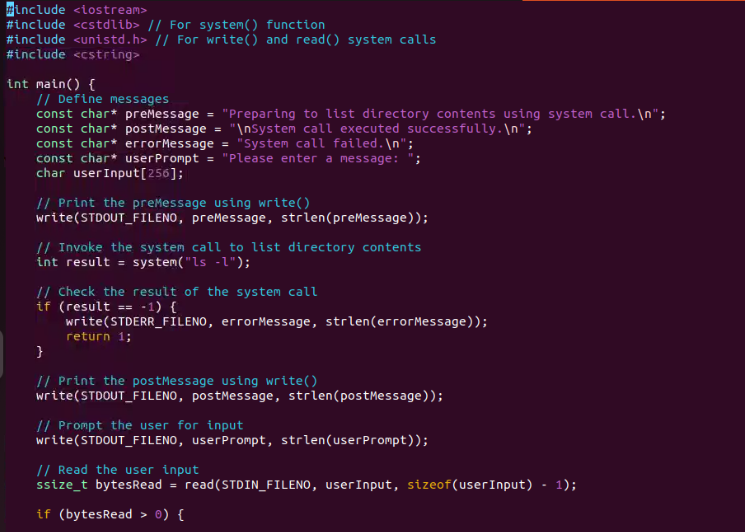 #include <iostream>
#include <cstdlib> // For system() function
#include <unistd.h> // For write() and read() system calls
#include <cstring>
int main() {
// Define messages
const char* preMessage = "Preparing to list directory contents using system call.\n";
const char* postMessage = "\nSystem call executed successfully.\n";
const char* errorMessage = "System call failed.\n";
const char* userPrompt = "Please enter a message: ";
char userInput[256];
// Print the preMessage using write()
write(STDOUT_FILENO, preMessage, strlen(preMessage));
// Invoke the system call to list directory contents
int result = system("ls -l");
// Check the result of the system call
if (result == -1) {
write(STDERR_FILENO, errorMessage, strlen(errorMessage));
return 1;
}
// Print the postMessage using write()
write(STDOUT_FILENO, postMessage, strlen(postMessage));
// Prompt the user for input
write(STDOUT_FILENO, userPrompt, strlen(userPrompt));
// Read the user input
ssize_t bytesRead = read(STDIN_FILENO, userInput, sizeof(userInput) - 1);
if (bytesRead > 0) {